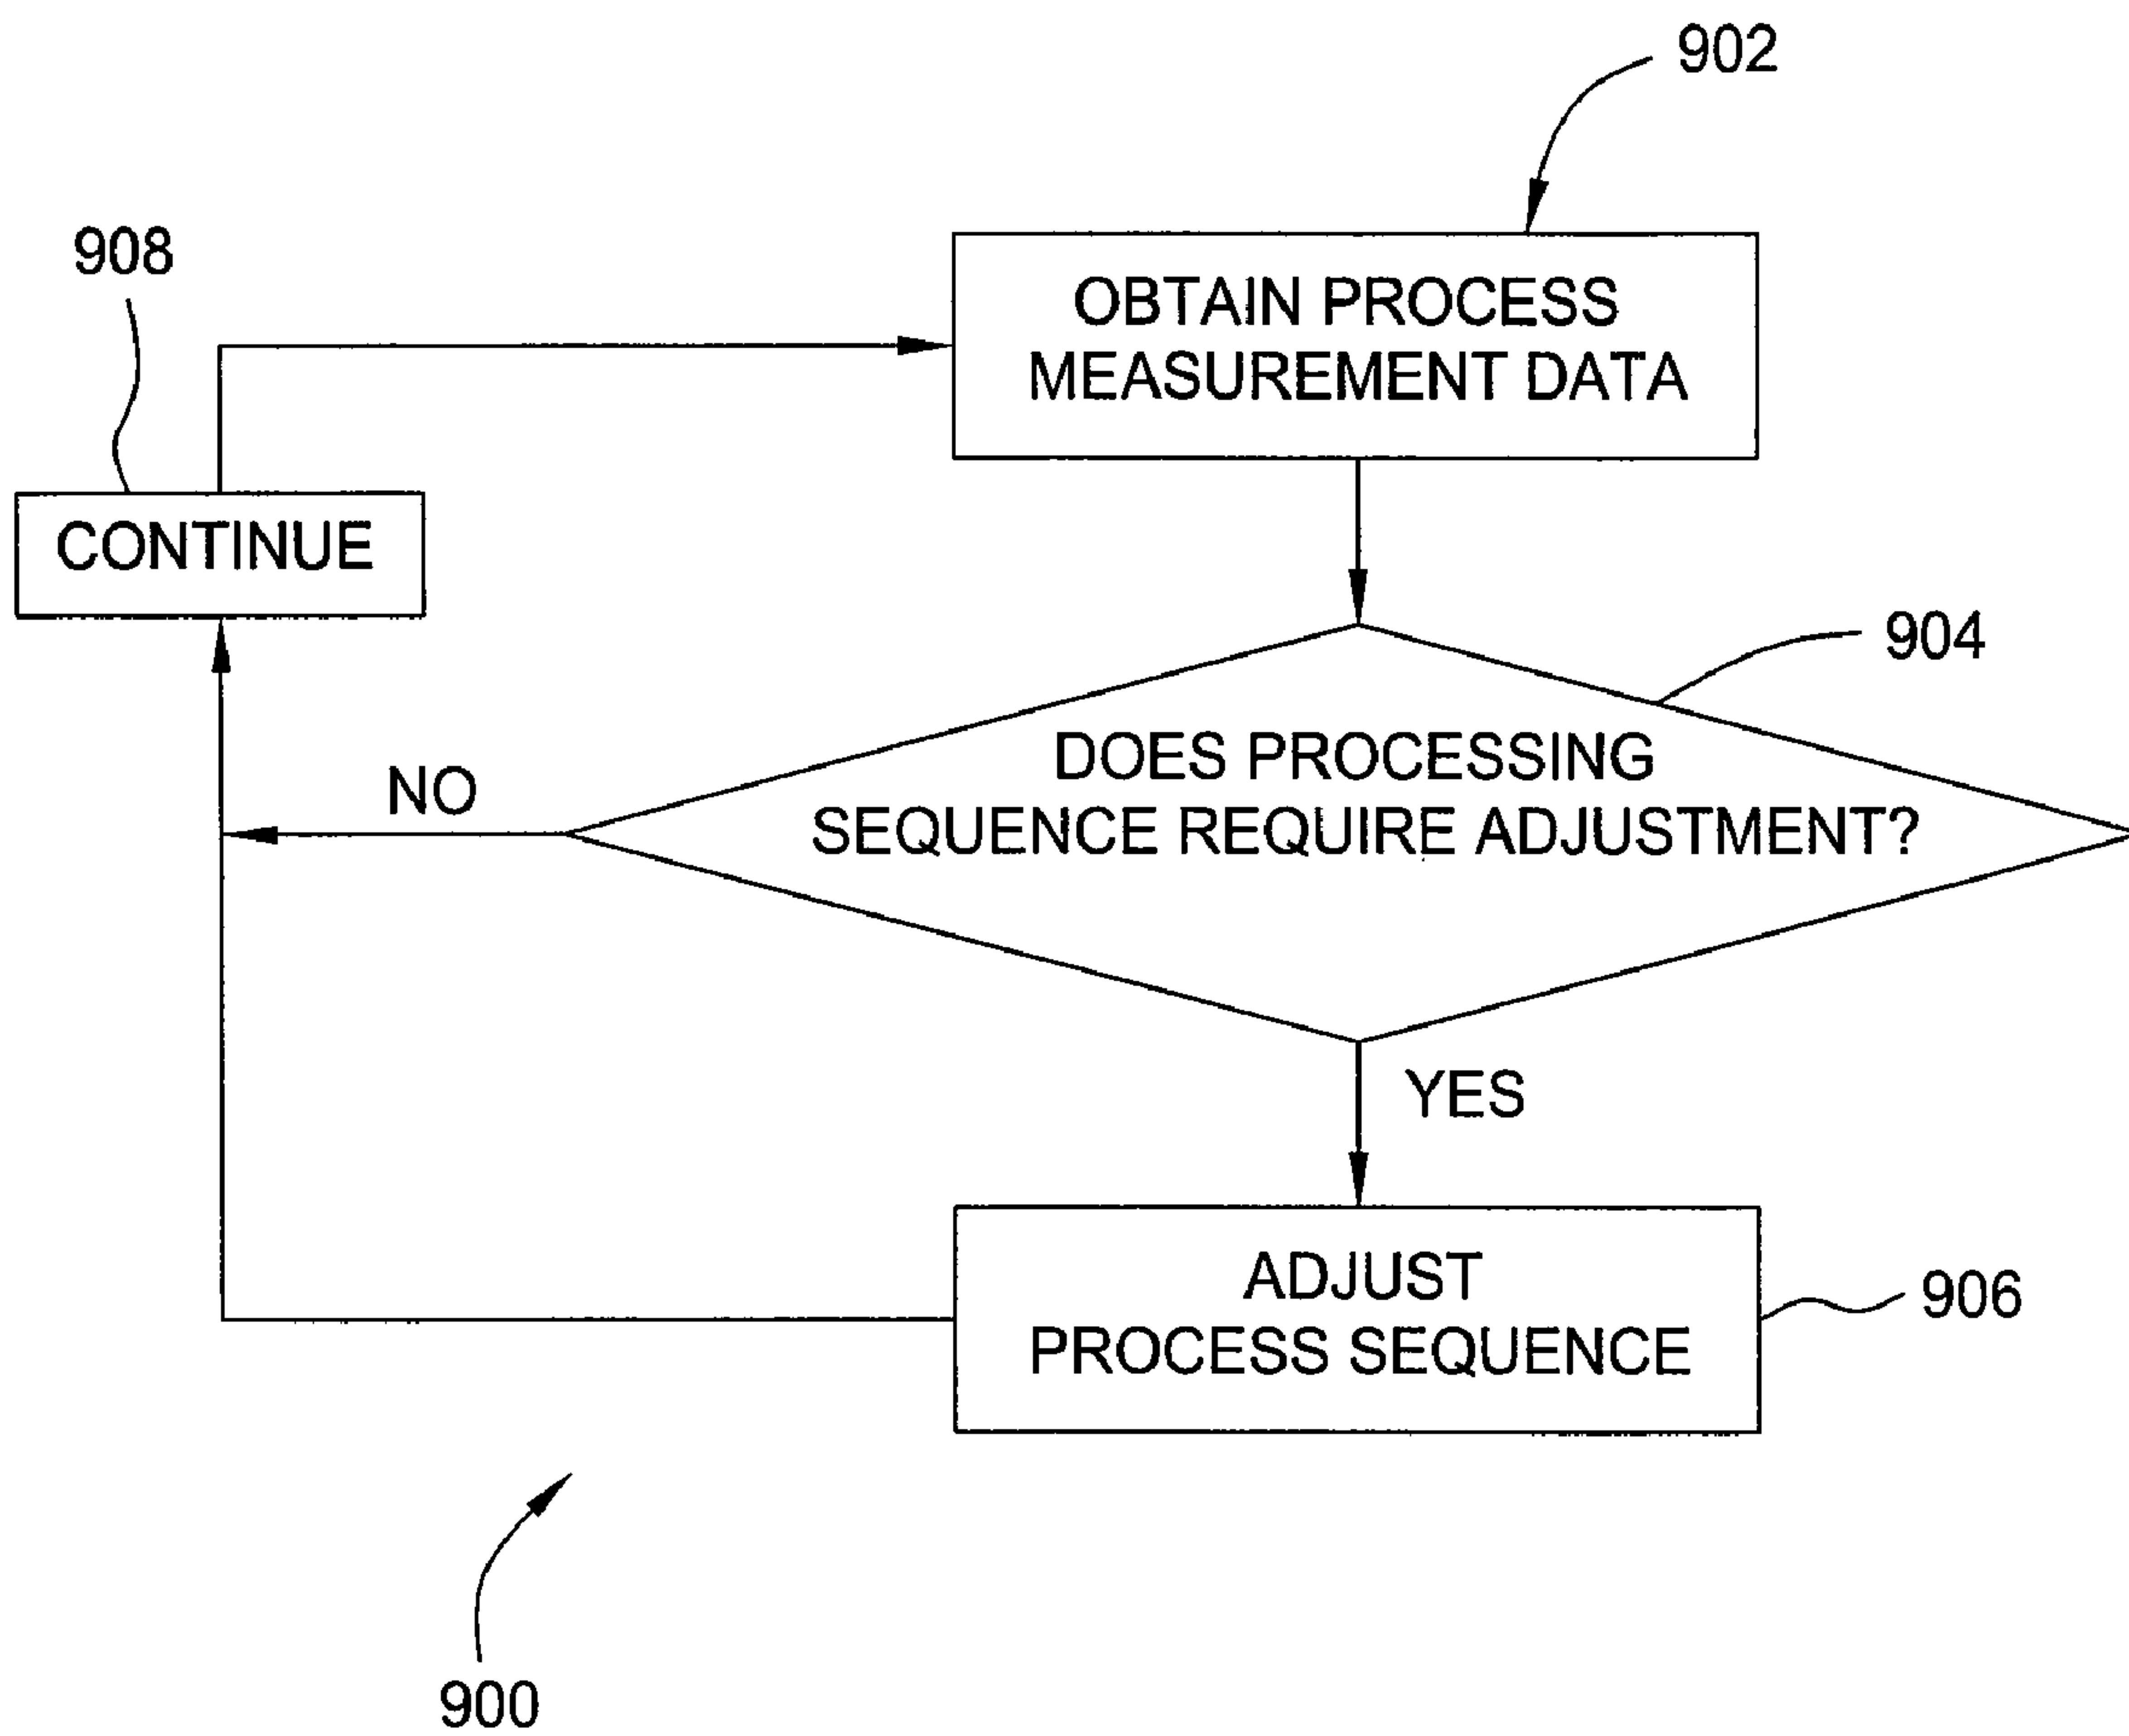 902
908
OBTAIN PROCESS
MEASUREMENT DATA
CONTINUE
904
DOES PROCESSING
SEQUENCE REQUIRE ADJUSTMENT?
NO
YES
ADJUST
PROCESS SEQUENCE
906
900